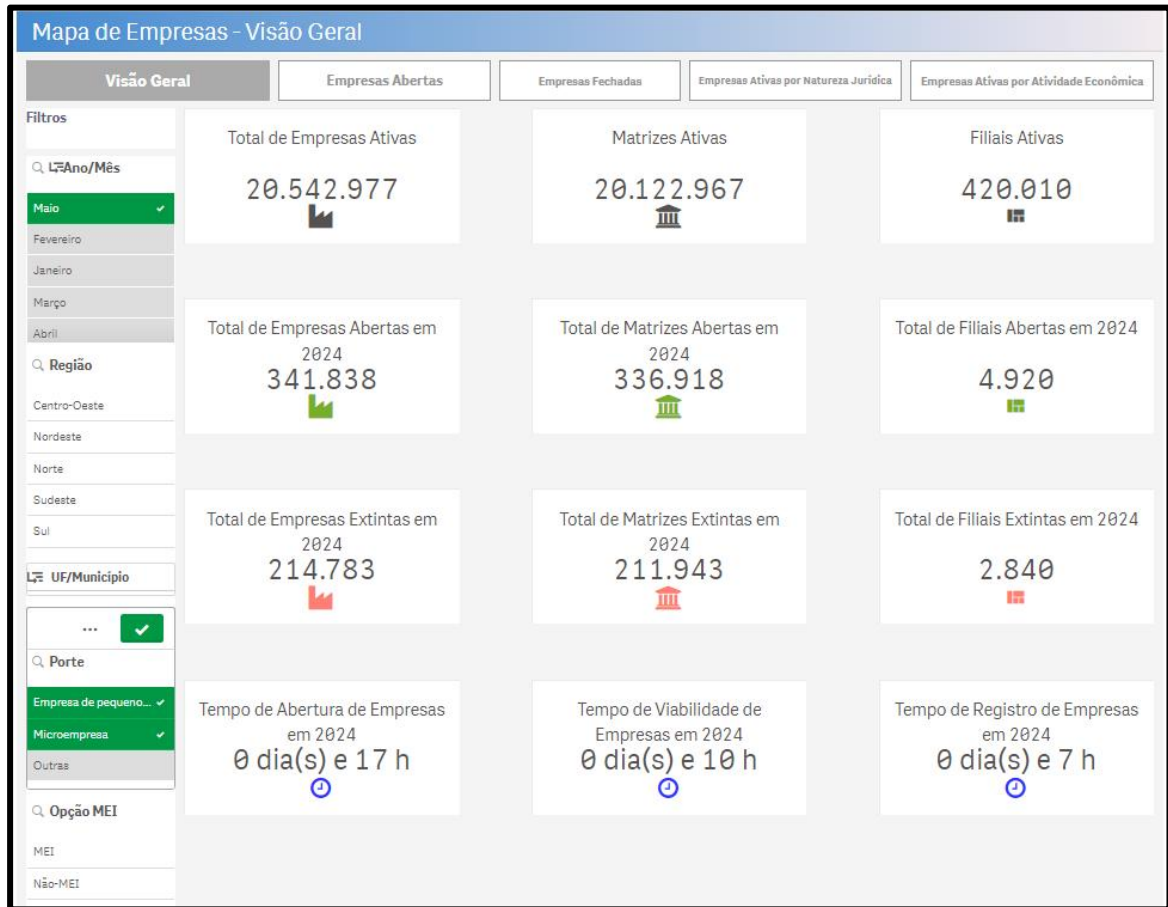 Mapa de Empresas - Visão Geral
Visão Geral
Empresas Abertas
Empresas Fechadas
Empresas Ativas por Natureza Jurídica
Empresas Ativas por Atividade Econômica
Filtros
Ano/Mês
Maio
Fevereiro
Janeiro
Março
Abril
Região
Centro-Oeste
Nordeste
Norte
Sudeste
Sul
UF/Município
...
Porte
Empresa de pequeno...
Microempresa
Outras
Opção MEI
MEI
Não-MEI
Total de Empresas Ativas
20.542.977
Matrizes Ativas
20.122.967
Filiais Ativas
420.010
Total de Empresas Abertas em
2024
341.838
Total de Matrizes Abertas em
2024
336.918
Total de Filiais Abertas em 2024
4.920
Total de Empresas Extintas em
2024
214.783
Total de Matrizes Extintas em
2024
211.943
Total de Filiais Extintas em 2024
2.840
Tempo de Abertura de Empresas
em 2024
0 dia(s) e 17 h
Tempo de Viabilidade de
Empresas em 2024
0 dia(s) e 10 h
Tempo de Registro de Empresas
em 2024
0 dia(s) e 7 h